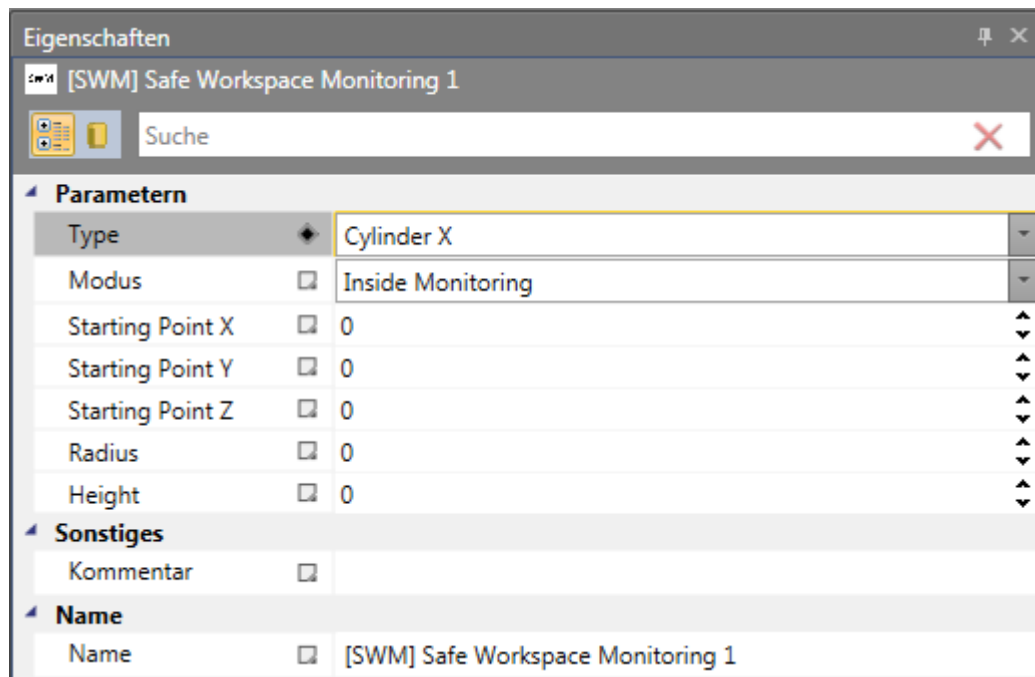 Eigenschaften
[SWM] Safe Workspace Monitoring 1
Suche
Parametern
Type Cylinder X
Modus Inside Monitoring
Starting Point X 0
Starting Point Y 0
Starting Point Z 0
Radius 0
Height 0
Sonstiges
Kommentar
Name
Name [SWM] Safe Workspace Monitoring 1